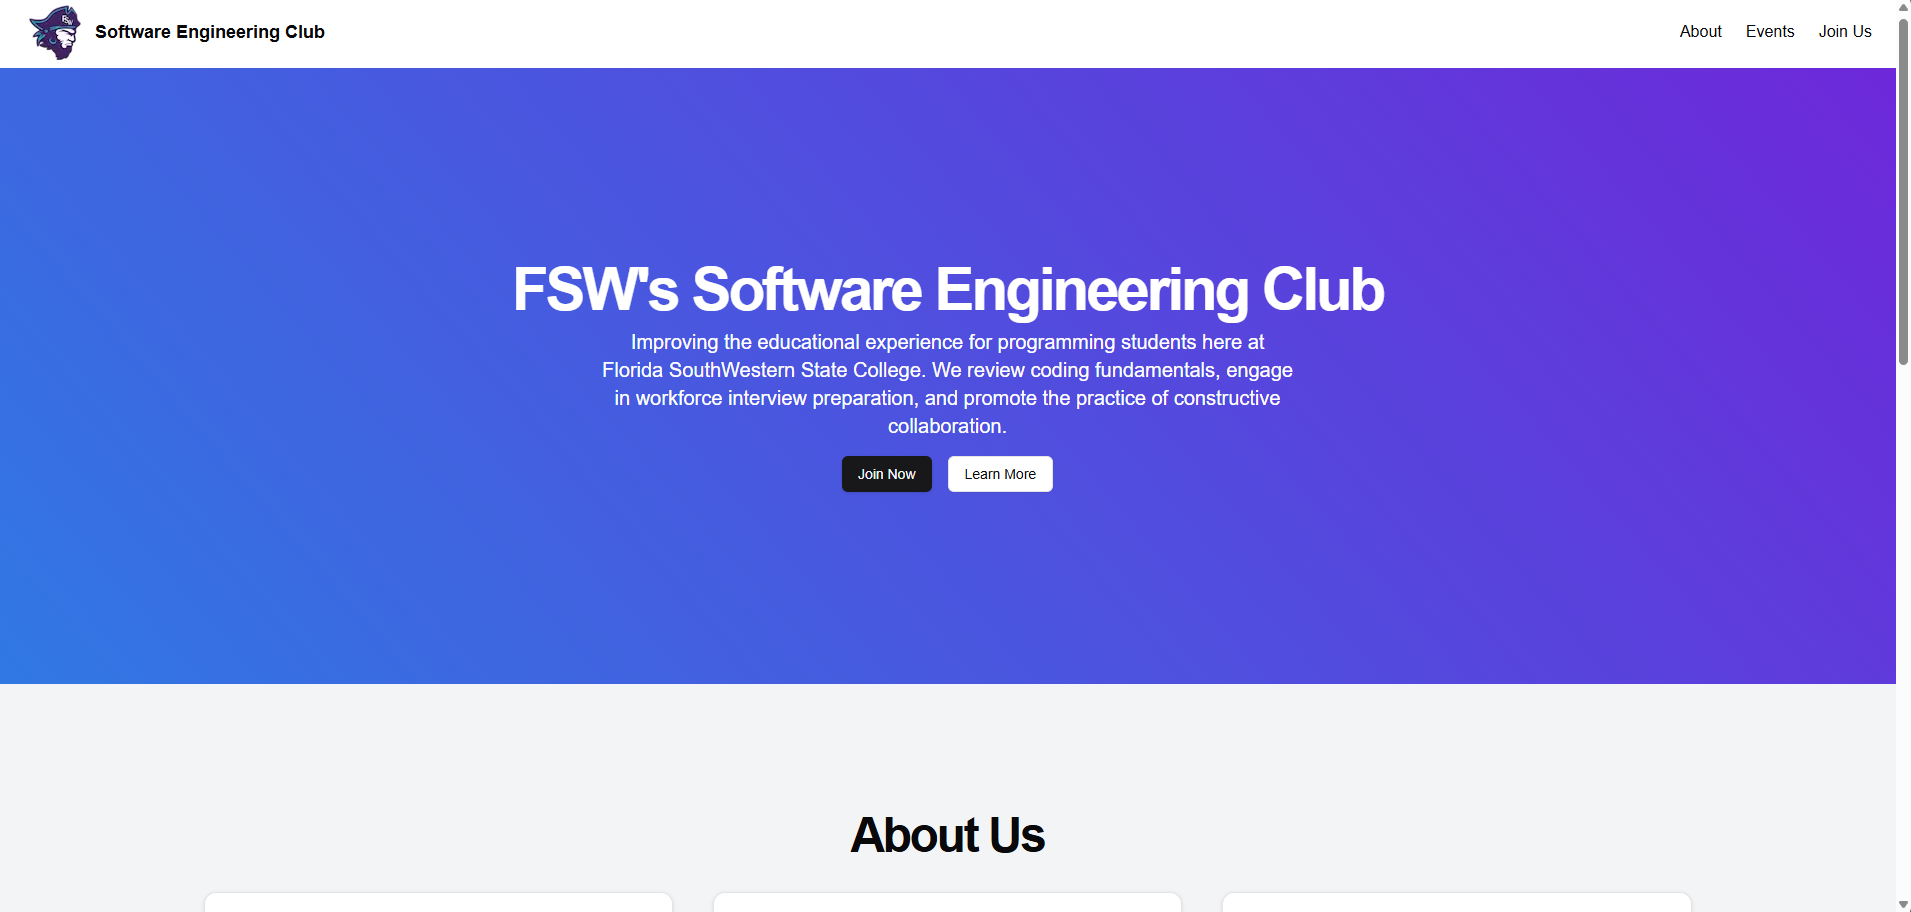 FSW
Software Engineering Club
About
Events
Join Us
FSW's Software Engineering Club
Improving the educational experience for programming students here at
Florida SouthWestern State College. We review coding fundamentals, engage
in workforce interview preparation, and promote the practice of constructive
collaboration.
Join Now
Learn More
About Us